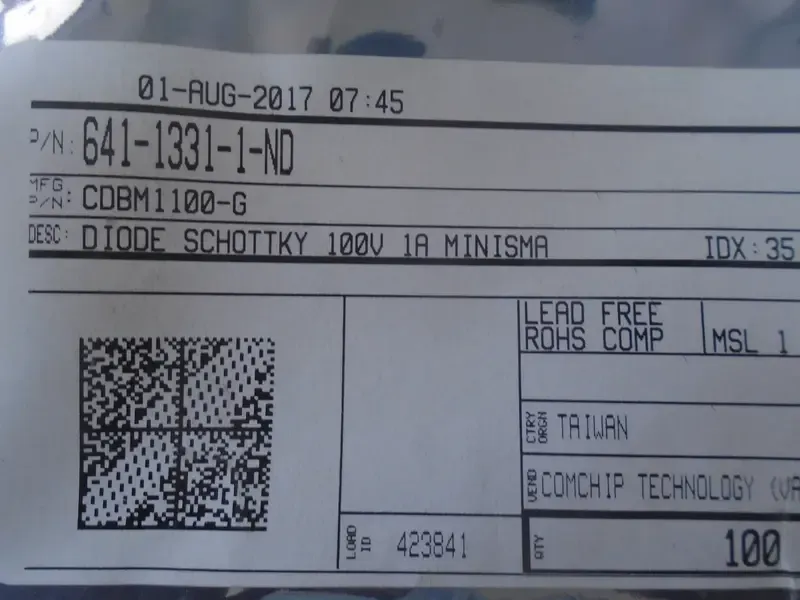 01-AUG-2017 07:45
P/N: 641-1331-1-ND
MFG P/N: CDBM1100-G
DESC: DIODE SCHOTTKY 100V 1A MINISMA IDX: 35
LEAD FREE
ROHS COMP
MSL 1
CTRY ORGN TAIWAN
VEND COMCHIP TECHNOLOGY (VA
LOAD ID 423841
QTY 100